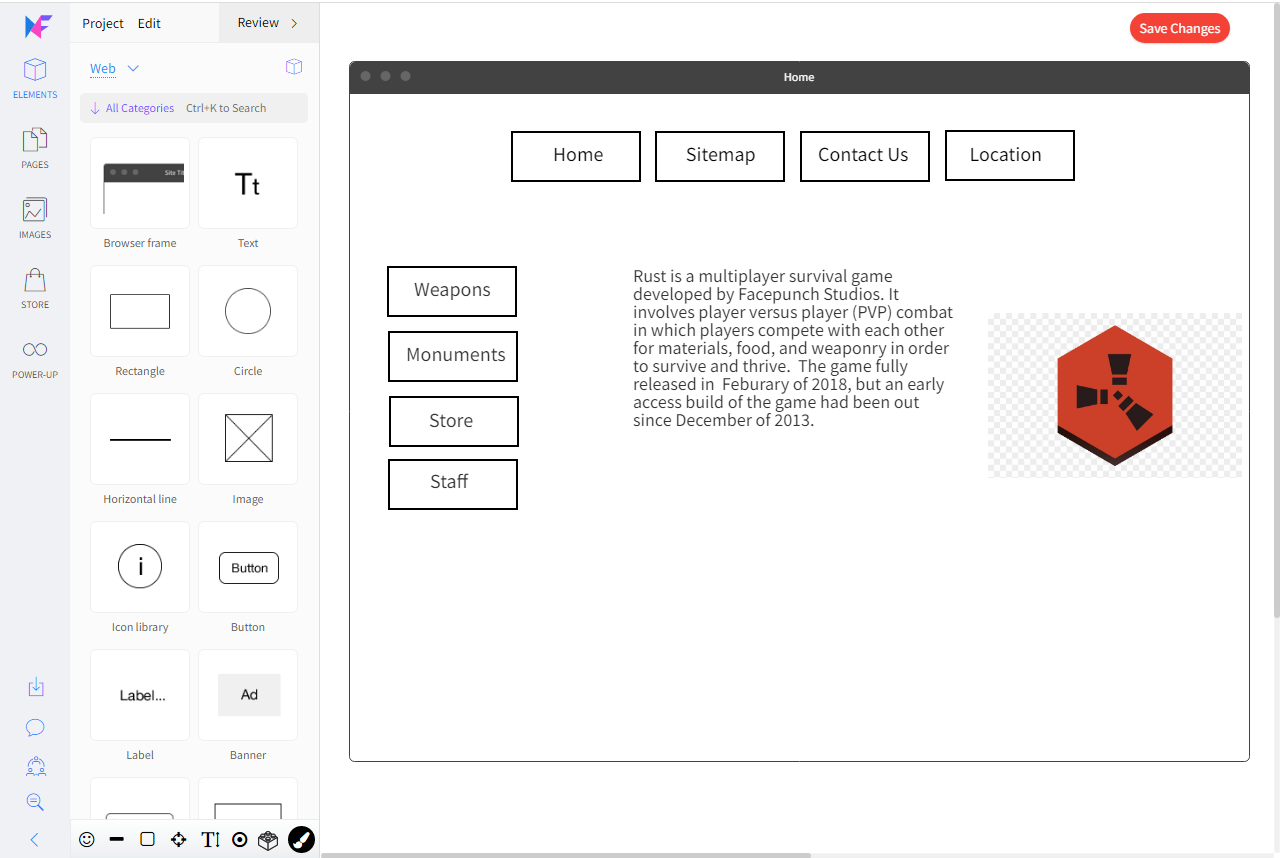 Project Edit Review
Save Changes
Web
ELEMENTS
All Categories Ctrl+K to Search
PAGES
IMAGES
STORE
POWER-UP
Site Tit
Tt
Browser frame Text
Rectangle Circle
Horizontal line Image
i
Button
Icon library Button
Label...
Ad
Label Banner
T
Home
Home Sitemap Contact Us Location
Weapons
Monuments
Store
Staff
Rust is a multiplayer survival game
developed by Facepunch Studios. It
involves player versus player (PVP) combat
in which players compete with each other
for materials, food, and weaponry in order
to survive and thrive. The game fully
released in Feburary of 2018, but an early
access build of the game had been out
since December of 2013.